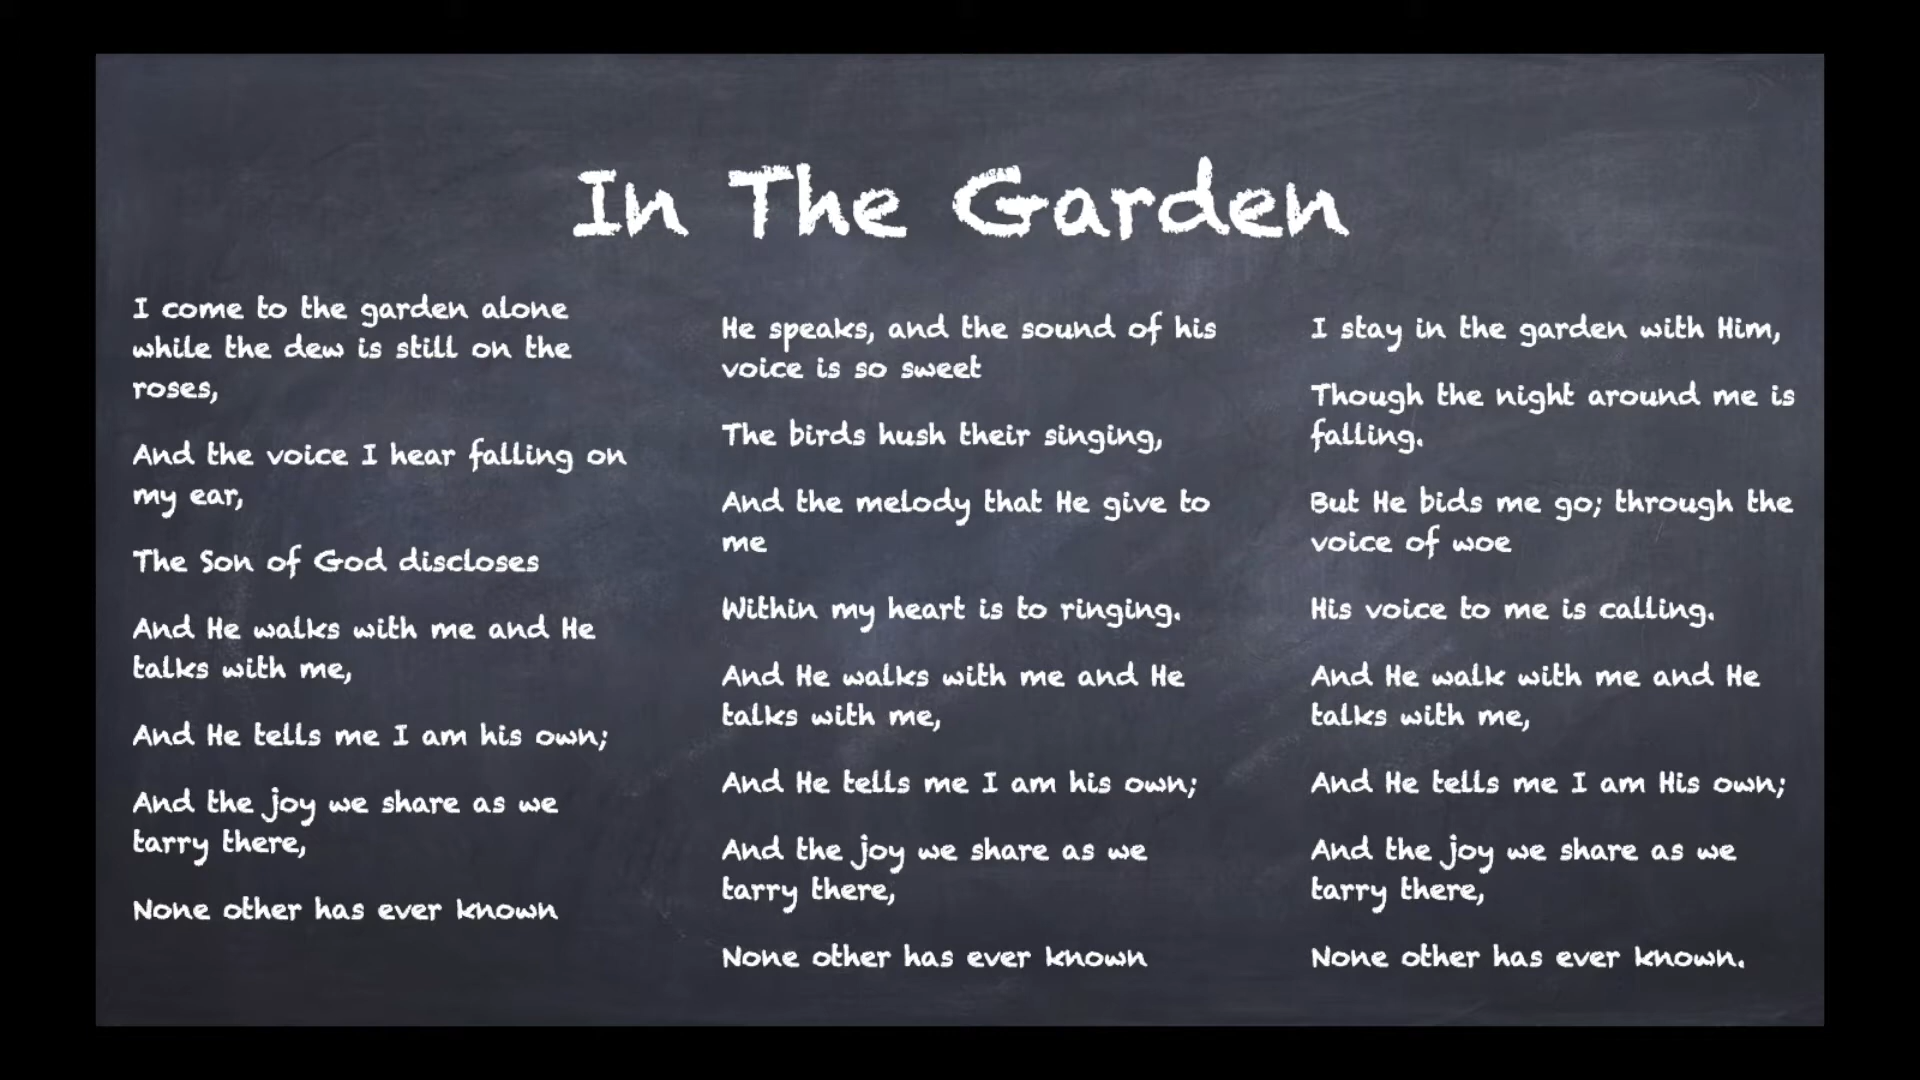 In The Garden
I come to the garden alone
while the dew is still on the
roses,
And the voice I hear falling on
my ear,
The Son of God discloses
And He walks with me and He
talks with me,
And He tells me I am his own;
And the joy we share as we
tarry there,
None other has ever known
He speaks, and the sound of his
voice is so sweet
The birds hush their singing,
And the melody that He give to
me
Within my heart is to ringing.
And He walks with me and He
talks with me,
And He tells me I am his own;
And the joy we share as we
tarry there,
None other has ever known
I stay in the garden with Him,
Though the night around me is
falling.
But He bids me go; through the
voice of woe
His voice to me is calling.
And He walk with me and He
talks with me,
And He tells me I am His own;
And the joy we share as we
tarry there,
None other has ever known.